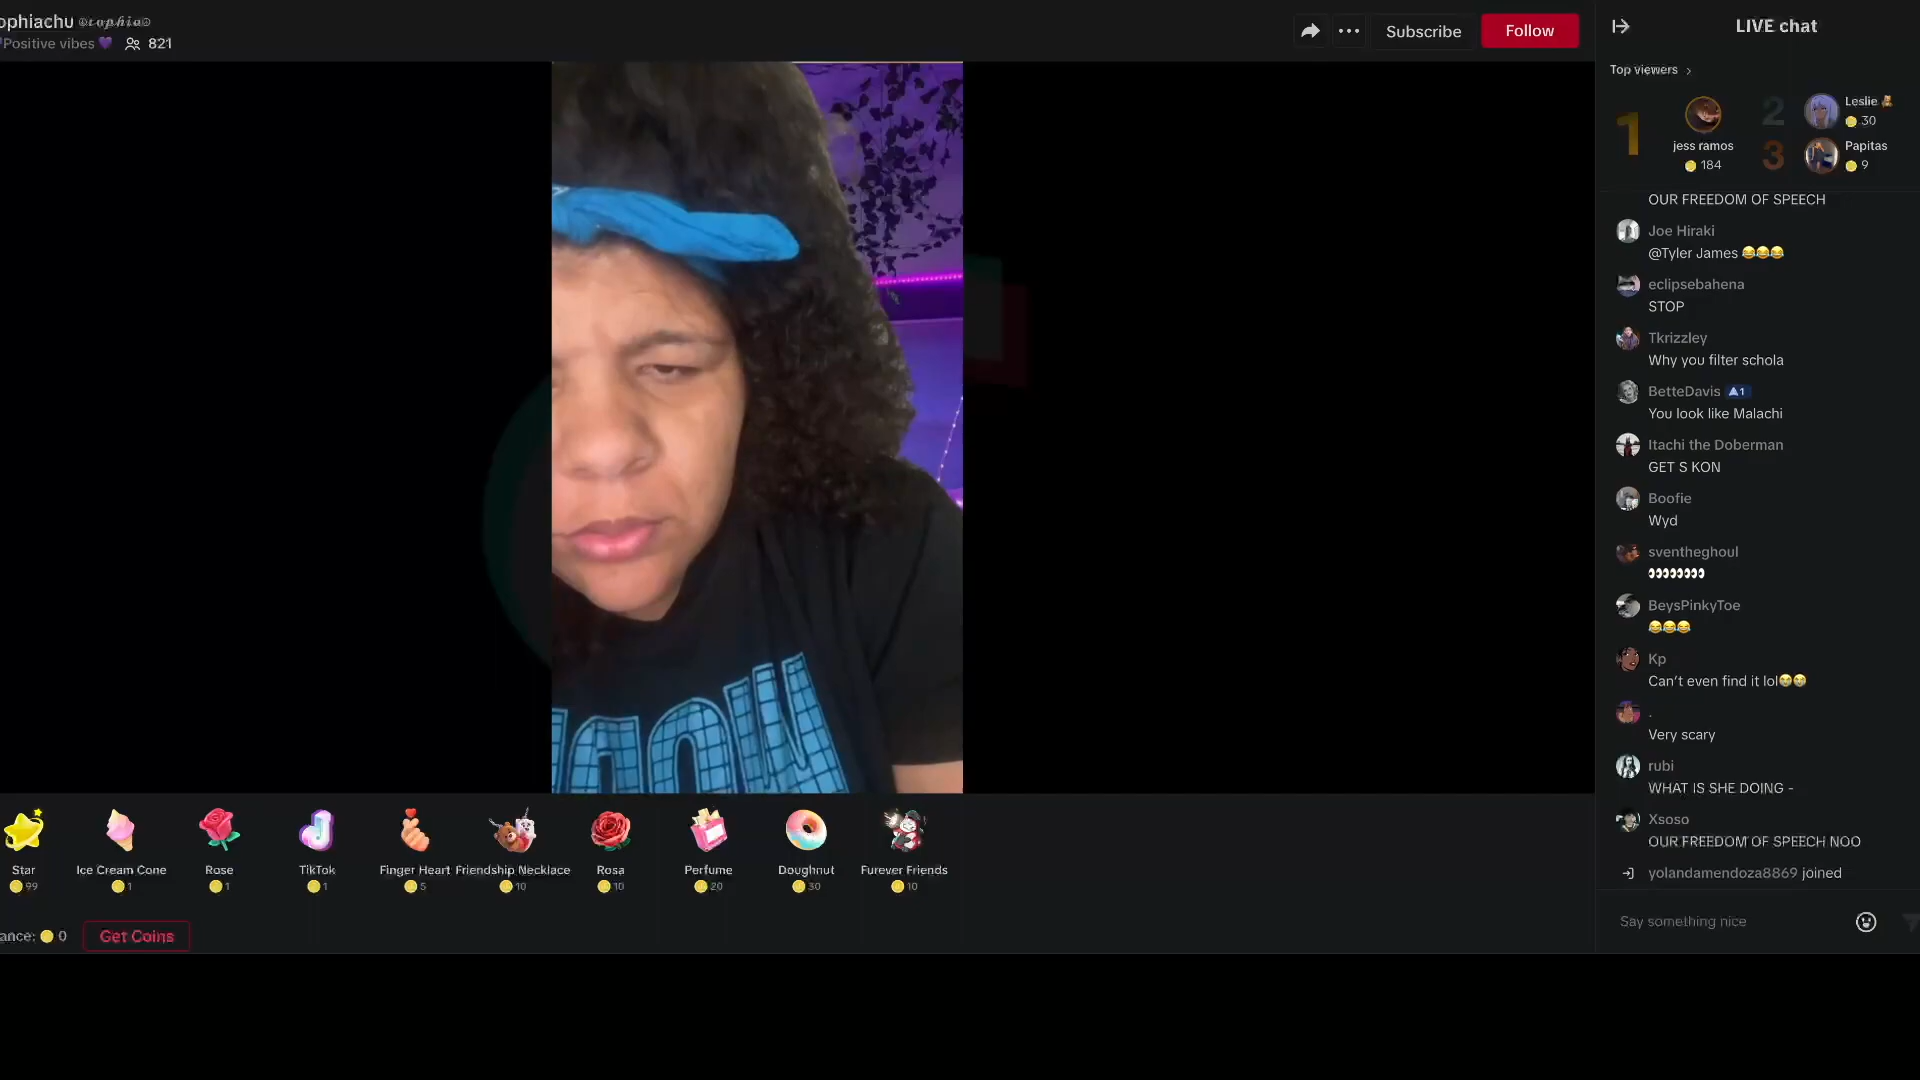 ophiachu
Positive vibes 💜 821
Subscribe
Follow
LIVE chat
Top viewers
1
jess ramos
184
2
Leslie 🧸
30
3
Papitas
9
OUR FREEDOM OF SPEECH
Joe Hiraki
@Tyler James 😂😂😂
eclipsebahena
STOP
Tkrizzley
Why you filter schola
BetteDavis 1
You look like Malachi
Itachi the Doberman
GET S KON
Boofie
Wyd
sventheghoul
👀👀👀👀
BeysPinkyToe
😂😂😂
Kp
Can't even find it lol😂😂
.
Very scary
rubi
WHAT IS SHE DOING -
Xsoso
OUR FREEDOM OF SPEECH NOO
yolandamendoza8869 joined
Say something nice
Star
99
Ice Cream Cone
1
Rose
1
TikTok
1
Finger Heart
5
Friendship Necklace
10
Rosa
10
Perfume
20
Doughnut
30
Furever Friends
10
ance: 0
Get Coins